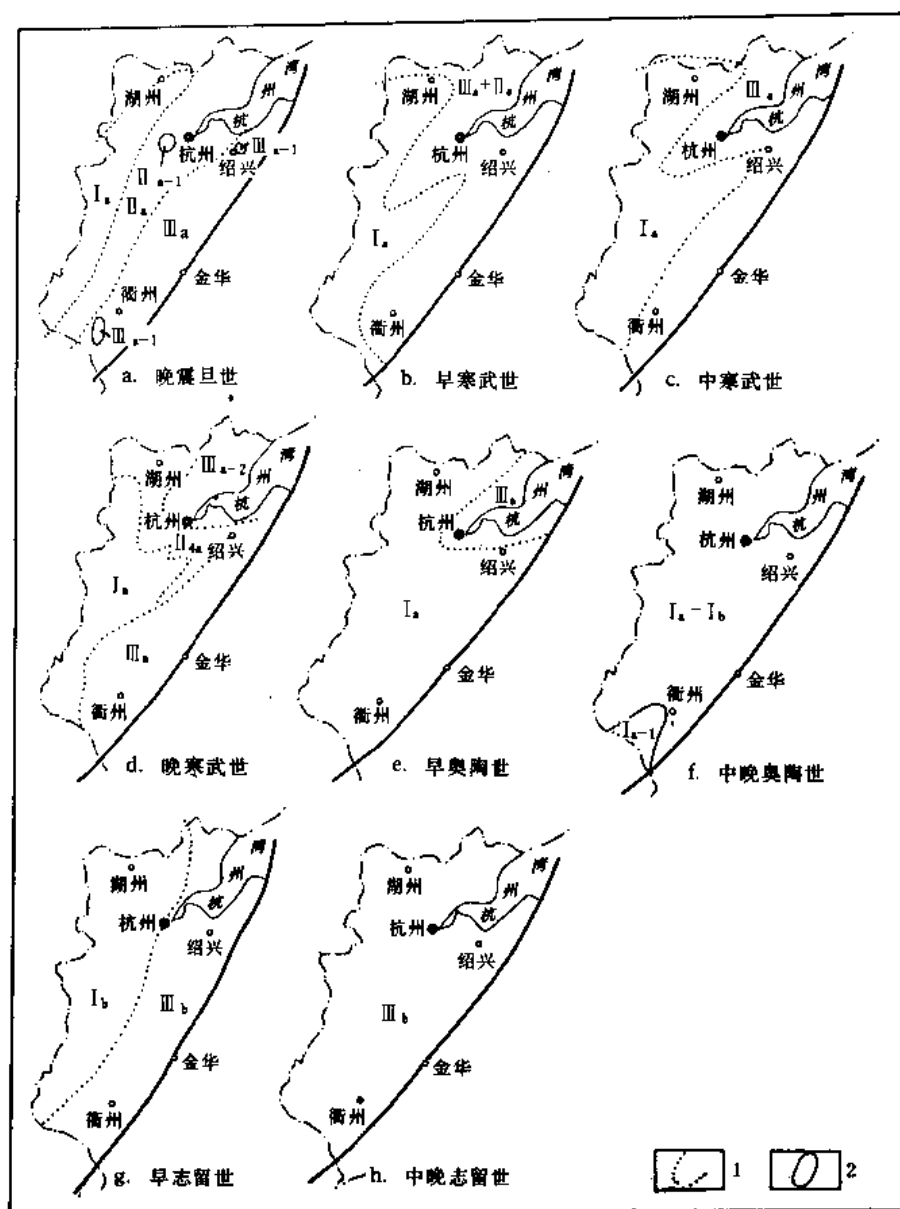 湖州
湾
州
杭
杭州
绍兴
Ⅲa-1
Ⅱa-1
Ⅰa
Ⅱa
Ⅲa
金华
衢州
Ⅲa-1
a. 晚震旦世
湖州
Ⅲa+Ⅱa
湾
州
杭
杭州
绍兴
Ⅰa
金华
衢州
b. 早寒武世
湖州
Ⅲa
湾
州
杭
杭州
绍兴
Ⅰa
金华
衢州
c. 中寒武世
湖州
Ⅲa-2
湾
州
杭
杭州
Ⅱ4a
绍兴
Ⅰa
Ⅲa
金华
衢州
d. 晚寒武世
湖州
Ⅲa
湾
州
杭
杭州
绍兴
Ⅰa
金华
衢州
e. 早奥陶世
湖州
湾
州
杭
杭州
绍兴
Ⅰa-Ⅰb
金华
衢州
Ⅰa-1
f. 中晚奥陶世
湖州
湾
州
杭
杭州
绍兴
Ⅰb
Ⅲb
金华
衢州
g. 早志留世
湖州
湾
州
杭
杭州
绍兴
Ⅲb
金华
衢州
h. 中晚志留世
1
2